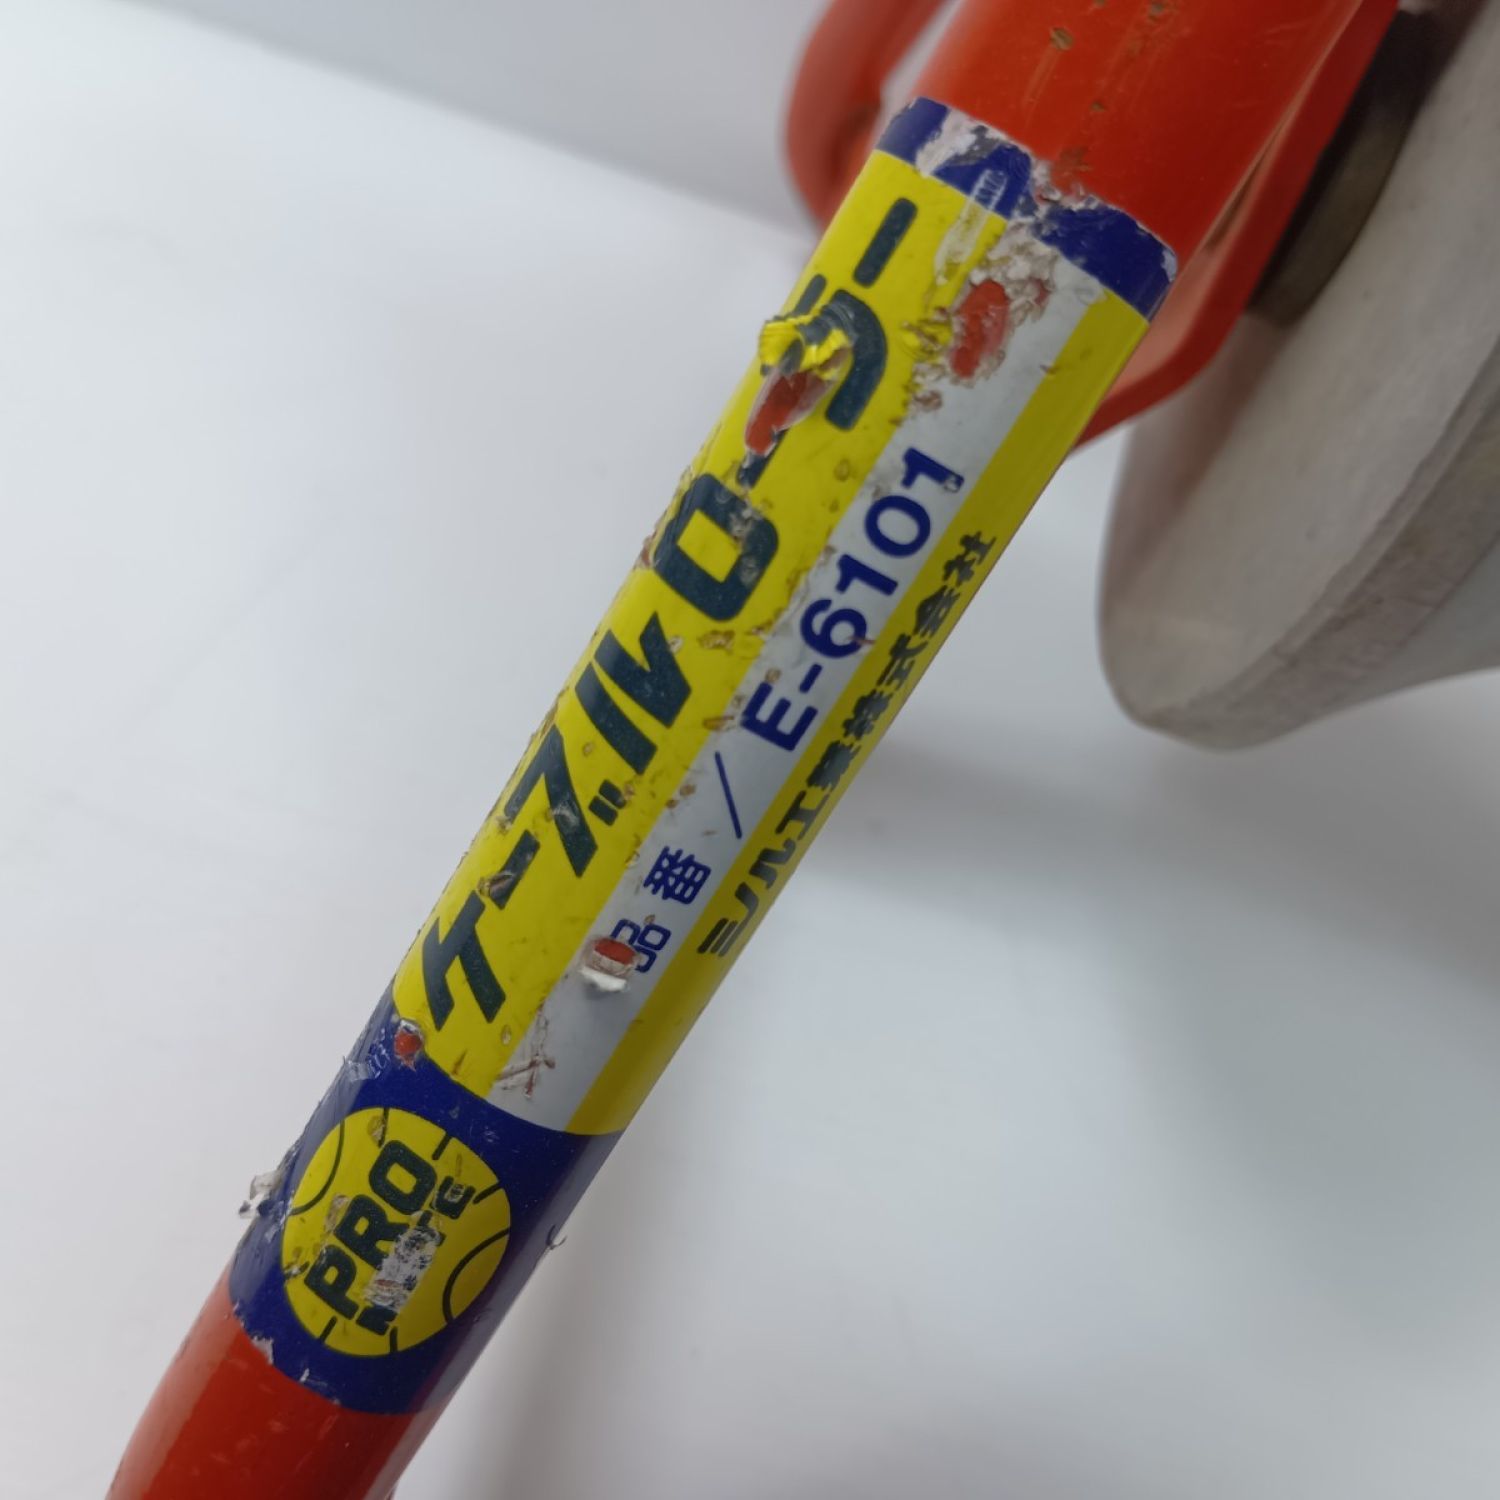 ケーブルローラー
品番/E-6101
ミノル工業株式会社
PRO